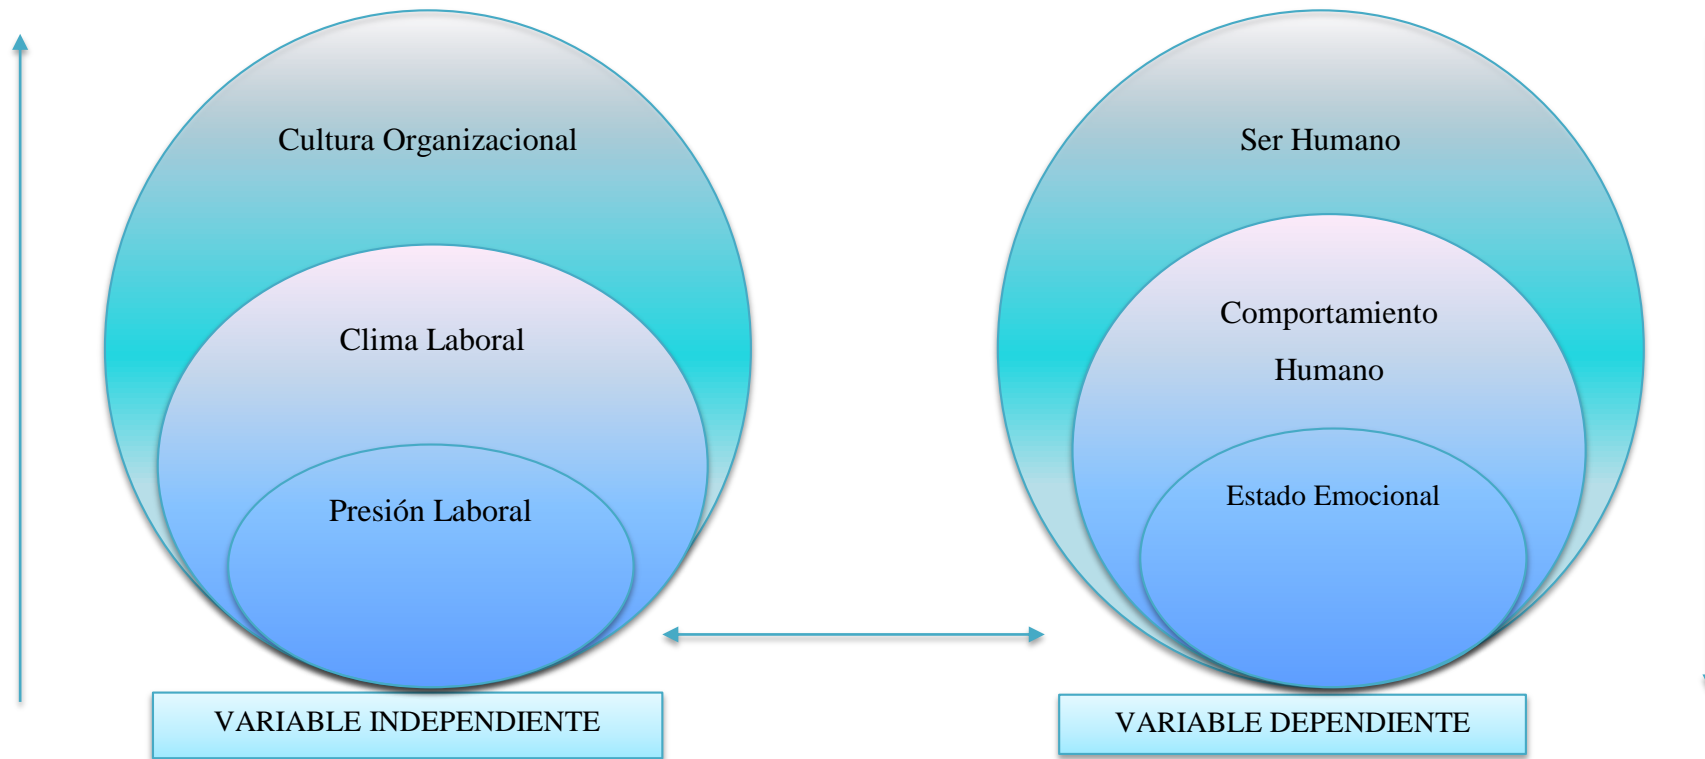 Cultura Organizacional
Clima Laboral
Presión Laboral
VARIABLE INDEPENDIENTE
Ser Humano
Comportamiento
Humano
Estado Emocional
VARIABLE DEPENDIENTE